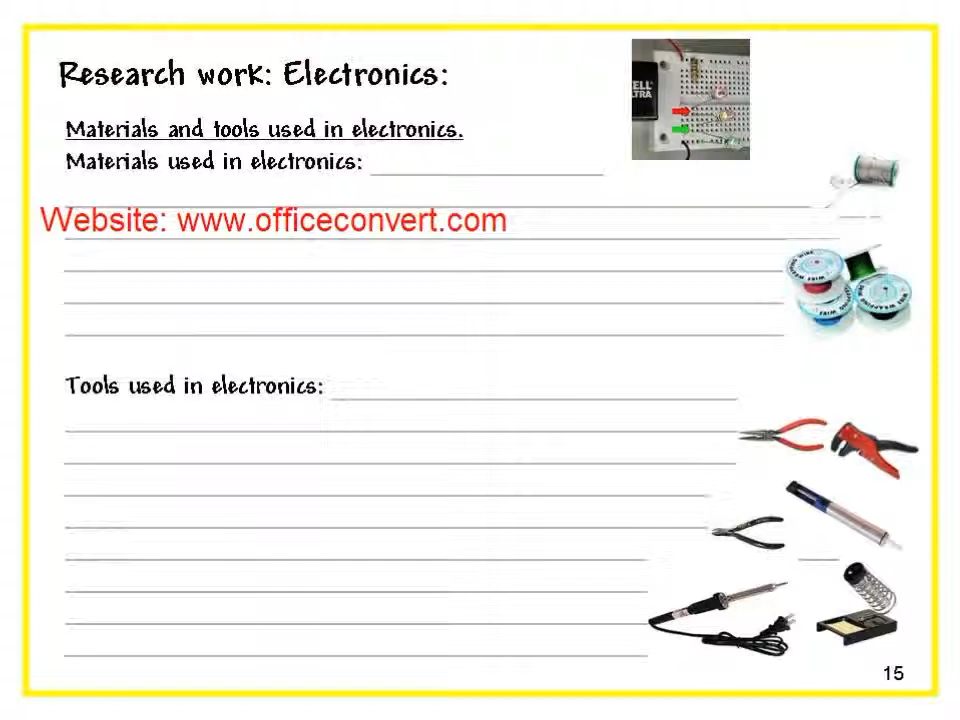 Research work: Electronics:
Materials and tools used in electronics.
Materials used in electronics:
Website: www.officeconvert.com
Tools used in electronics:
15